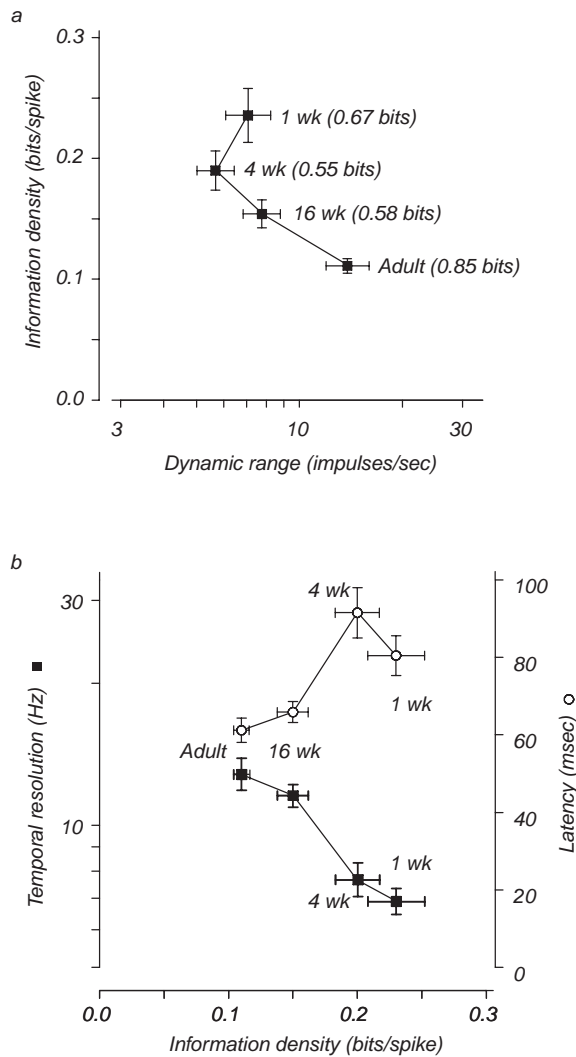 a
0.3
0.2
0.1
0.0
Information density (bits/spike)
1 wk (0.67 bits)
4 wk (0.55 bits)
16 wk (0.58 bits)
Adult (0.85 bits)
3 10 30
Dynamic range (impulses/sec)
b
30
10
Temporal resolution (Hz)
100
80
60
40
20
0
Latency (msec)
4 wk
1 wk
Adult 16 wk
1 wk
4 wk
0.0 0.1 0.2 0.3
Information density (bits/spike)